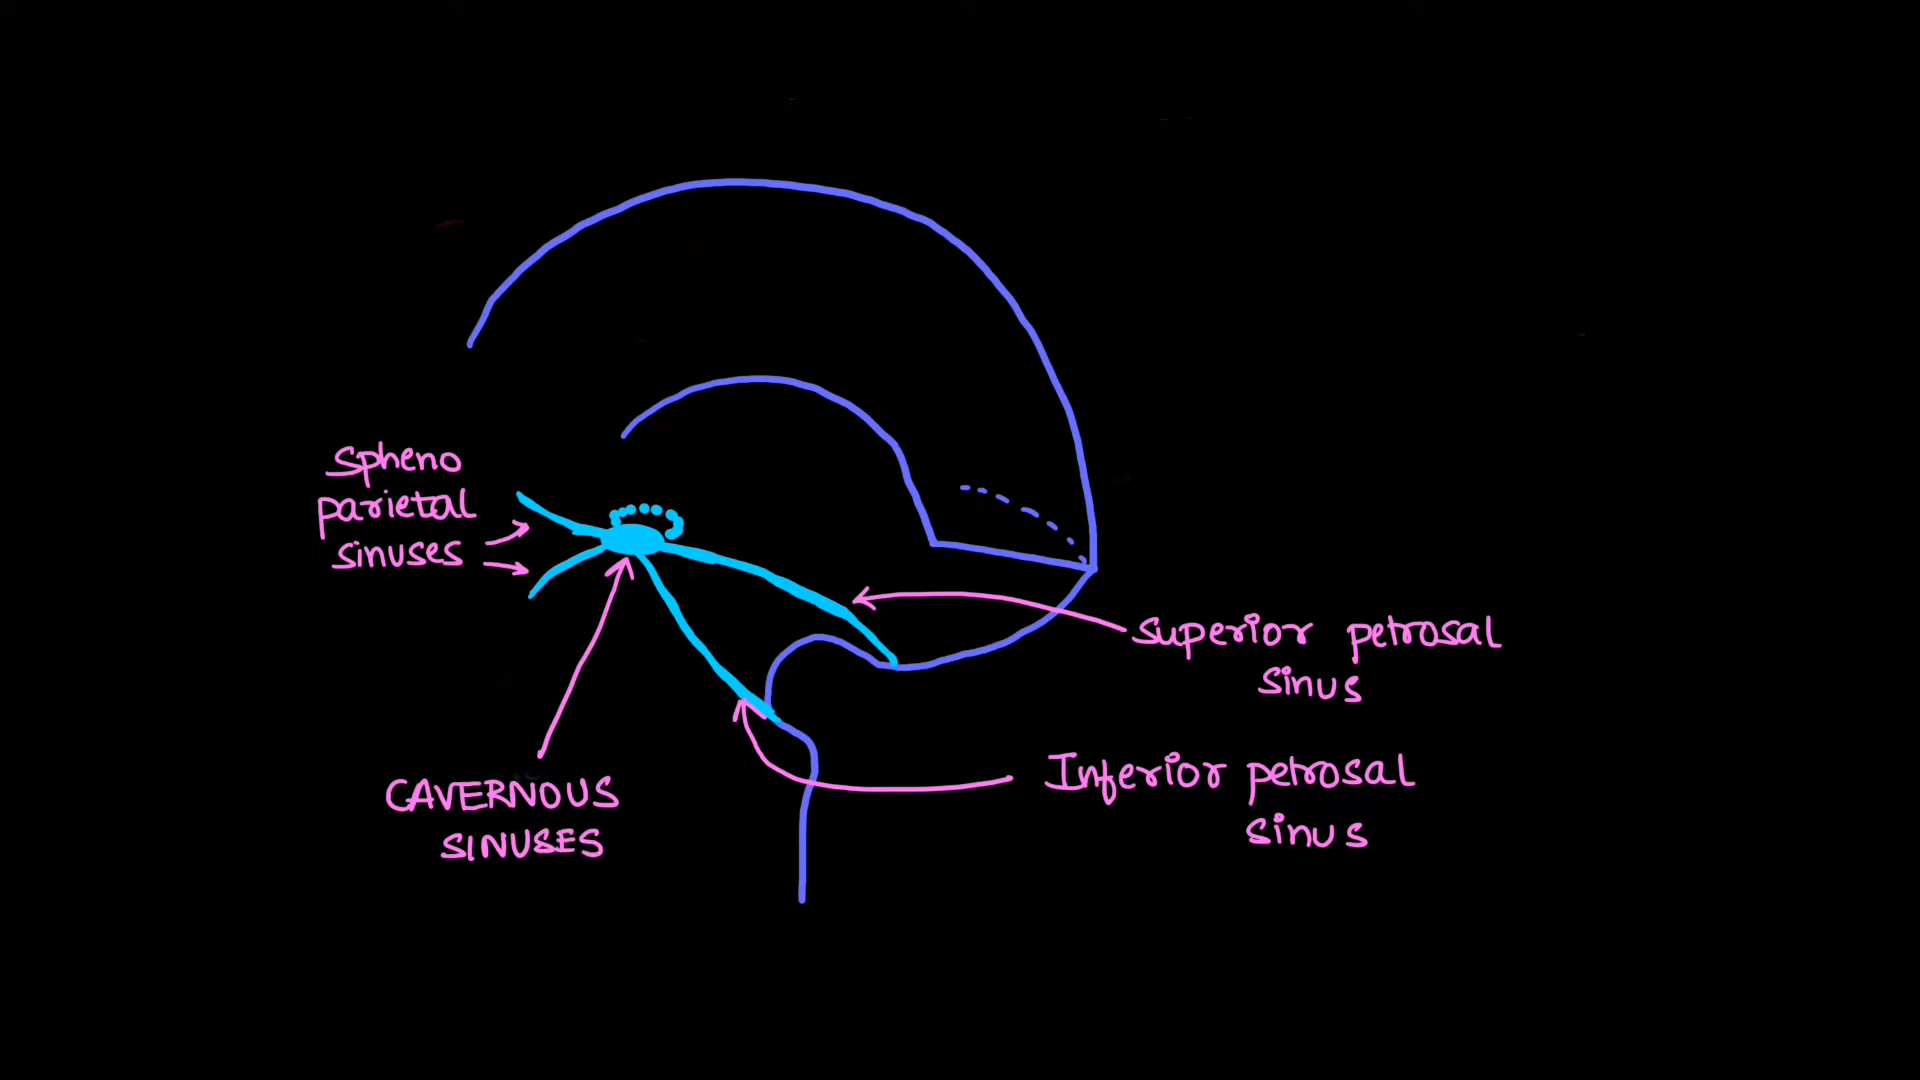 Spheno
parietal
sinuses
Superior petrosal
sinus
CAVERNOUS
SINUSES
Inferior petrosal
sinus